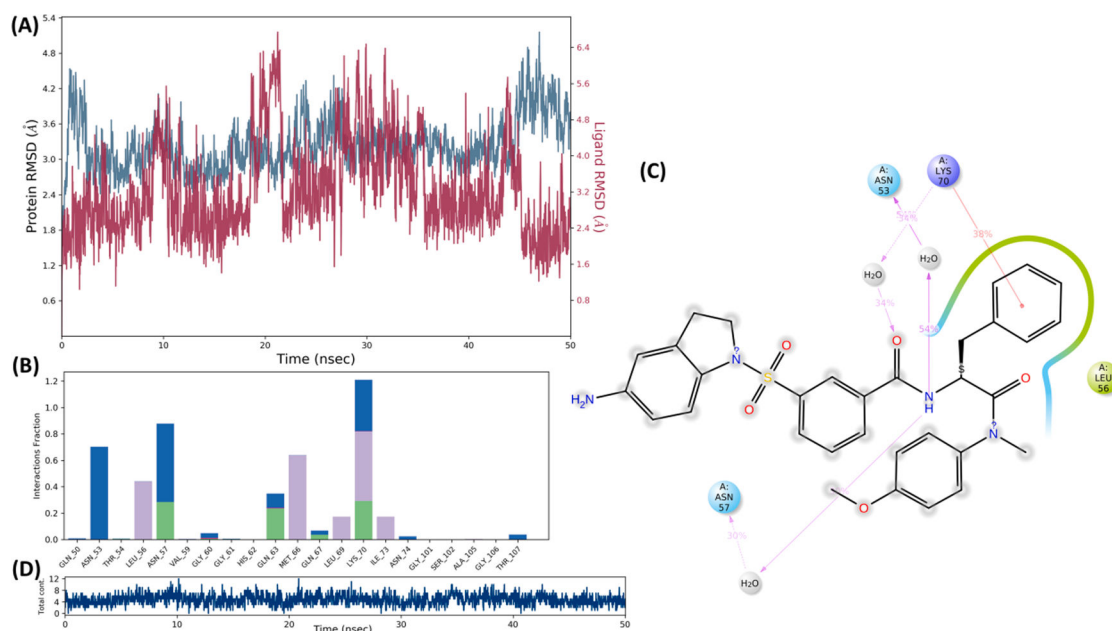 (A)
5.4
4.8
4.2
3.6
3.0
2.4
1.8
1.2
0.6
Protein RMSD (Å)
6.4
5.6
4.8
4.0
3.2
2.4
1.6
0.8
Ligand RMSD (Å)
0 10 20 30 40 50
Time (nsec)
(B)
1.2
1.0
0.8
0.6
0.4
0.2
0.0
Interactions Fraction
GLN_50
ASN_53
THR_54
LEU_56
ASN_57
VAL_59
GLY_60
GLY_61
HIS_62
GLN_63
MET_66
GLN_67
LEU_69
LYS_70
ILE_73
ASN_74
GLY_101
SER_102
ALA_105
GLY_106
THR_107
(D)
12
8
4
0
Total cont.
0 10 20 30 40 50
Time (nsec)
(C)
A:
ASN
53
A:
LYS
70
34%
38%
H₂O
H₂O
34%
54%
A:
LEU
56
O
O
N
S
O
O
N
H
S
O
N
H₂N
O
A:
ASN
57
30%
H₂O